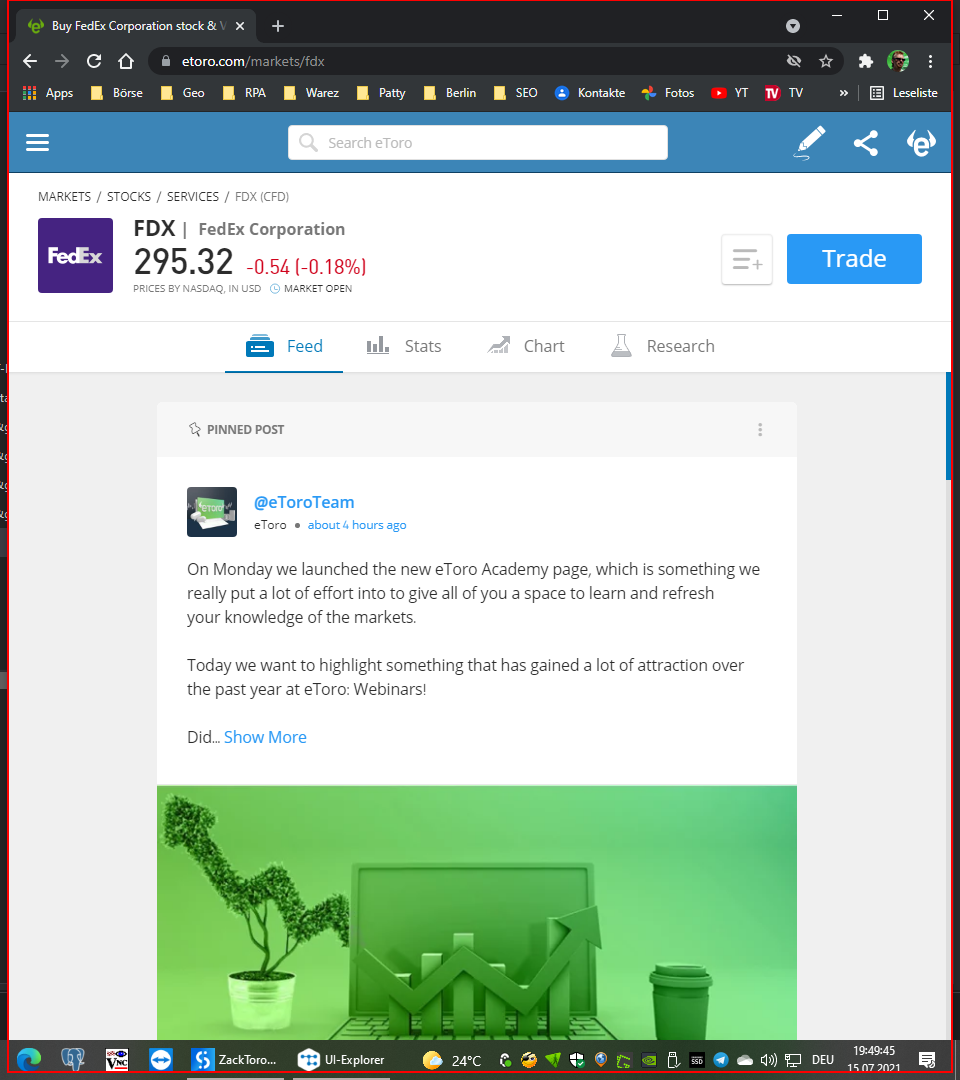 Buy FedEx Corporation stock & V
etoro.com/markets/fdx
Apps Börse Geo RPA Warez Patty Berlin SEO Kontakte Fotos YT TV TV » Leseliste
Search eToro
MARKETS / STOCKS / SERVICES / FDX (CFD)
FedEx
FDX | FedEx Corporation
295.32 -0.54 (-0.18%)
PRICES BY NASDAQ, IN USD MARKET OPEN
Trade
Feed Stats Chart Research
PINNED POST
eToro
@eToroTeam
eToro • about 4 hours ago
On Monday we launched the new eToro Academy page, which is something we
really put a lot of effort into to give all of you a space to learn and refresh
your knowledge of the markets.
Today we want to highlight something that has gained a lot of attraction over
the past year at eToro: Webinars!
Did... Show More
VNC ZackToro... UI-Explorer 24°C SSD DEU 19:49:45
15.07.2021